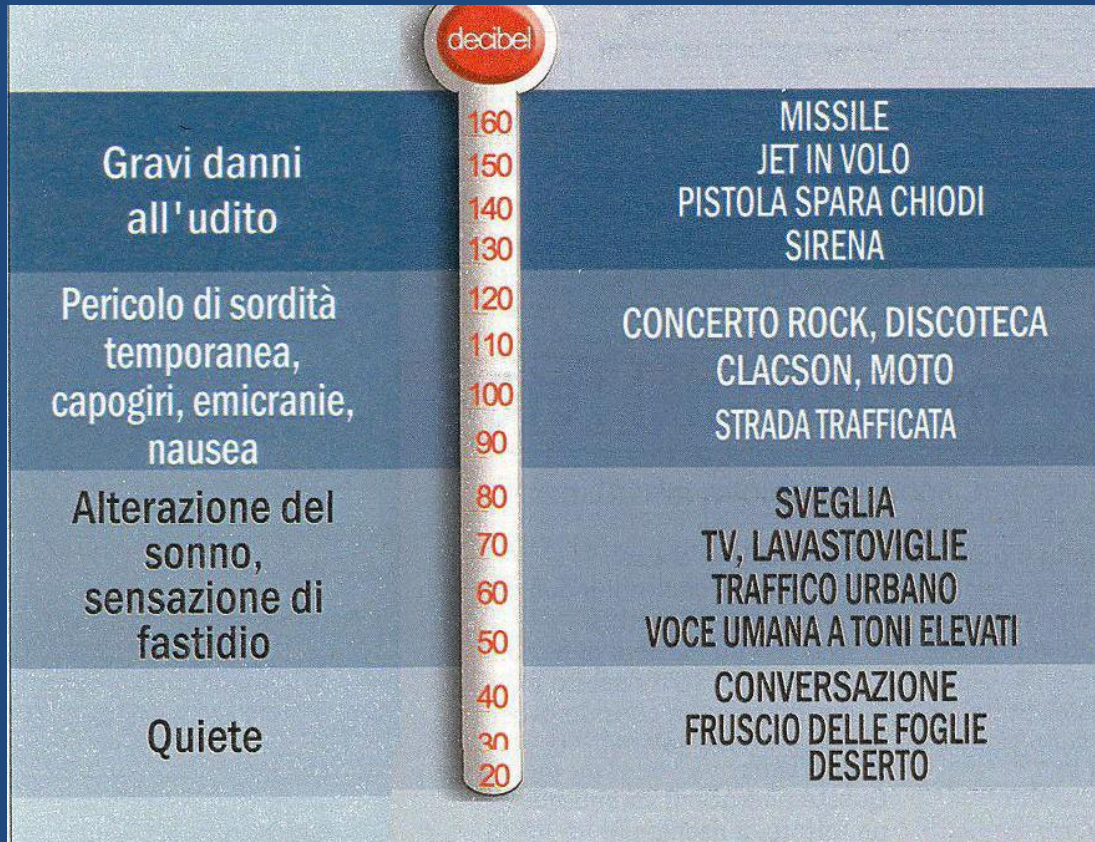 decibel
Gravi danni
all'udito
160
150
140
130
MISSILE
JET IN VOLO
PISTOLA SPARA CHIODI
SIRENA
Pericolo di sordità
temporanea,
capogiri, emicranie,
nausea
120
110
100
90
CONCERTO ROCK, DISCOTECA
CLACSON, MOTO
STRADA TRAFFICATA
Alterazione del
sonno,
sensazione di
fastidio
80
70
60
50
SVEGLIA
TV, LAVASTOVIGLIE
TRAFFICO URBANO
VOCE UMANA A TONI ELEVATI
Quiete
40
30
20
CONVERSAZIONE
FRUSCIO DELLE FOGLIE
DESERTO